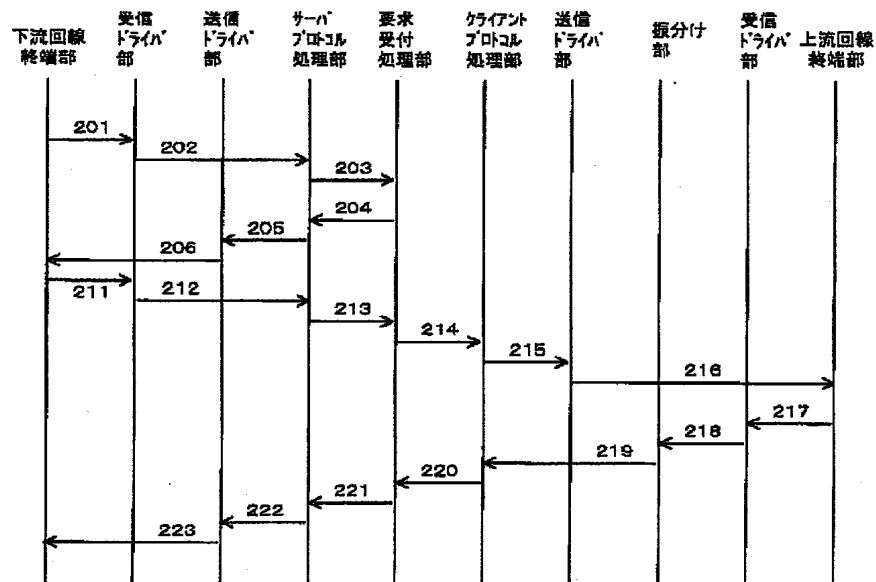 下流回線
終端部
受信
ﾄﾞﾗｲﾊﾞ
部
送信
ﾄﾞﾗｲﾊﾞ
部
ｻｰﾊﾞ
ﾌﾟﾛﾄｺﾙ
処理部
要求
受付
処理部
ｸﾗｲｱﾝﾄ
ﾌﾟﾛﾄｺﾙ
処理部
送信
ﾄﾞﾗｲﾊﾞ
部
振分け
部
受信
ﾄﾞﾗｲﾊﾞ
部
上流回線
終端部
201
202
203
204
205
206
211
212
213
214
215
216
217
218
219
220
221
222
223